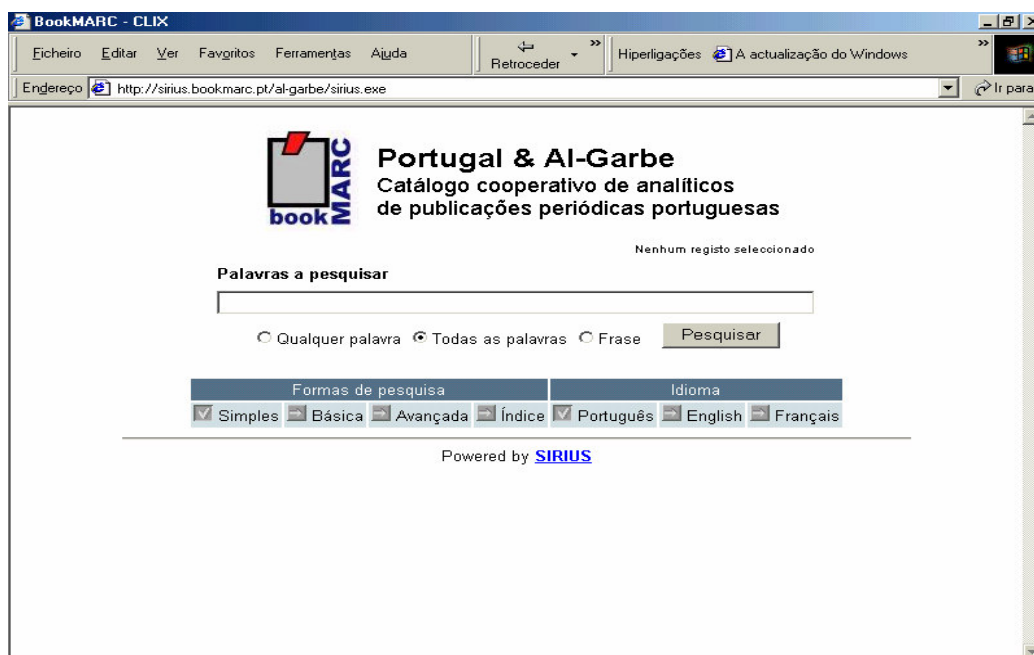 BookMARC - CLIX
Ficheiro Editar Ver Favoritos Ferramentas Ajuda Retroceder » Hiperligações A actualização do Windows »
Endereço http://sirius.bookmarc.pt/al-garbe/sirius.exe Ir para
book MARC
Portugal & Al-Garbe
Catálogo cooperativo de analíticos
de publicações periódicas portuguesas
Nenhum registo seleccionado
Palavras a pesquisar
Qualquer palavra Todas as palavras Frase Pesquisar
Formas de pesquisa Idioma
Simples Básica Avançada Índice Português English Français
Powered by SIRIUS